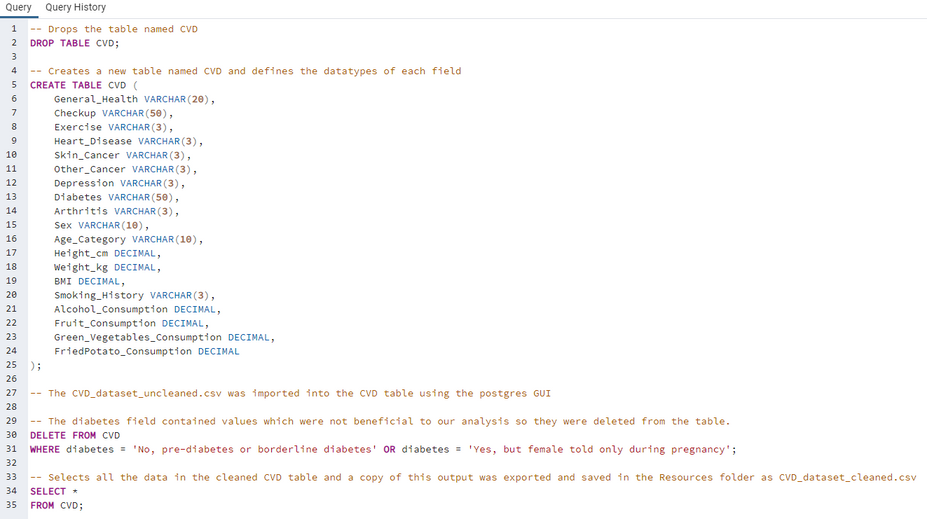 Query Query History
1 -- Drops the table named CVD
2 DROP TABLE CVD;
3
4 -- Creates a new table named CVD and defines the datatypes of each field
5 CREATE TABLE CVD (
6 General_Health VARCHAR(20),
7 Checkup VARCHAR(50),
8 Exercise VARCHAR(3),
9 Heart_Disease VARCHAR(3),
10 Skin_Cancer VARCHAR(3),
11 Other_Cancer VARCHAR(3),
12 Depression VARCHAR(3),
13 Diabetes VARCHAR(50),
14 Arthritis VARCHAR(3),
15 Sex VARCHAR(10),
16 Age_Category VARCHAR(10),
17 Height_cm DECIMAL,
18 Weight_kg DECIMAL,
19 BMI DECIMAL,
20 Smoking_History VARCHAR(3),
21 Alcohol_Consumption DECIMAL,
22 Fruit_Consumption DECIMAL,
23 Green_Vegetables_Consumption DECIMAL,
24 FriedPotato_Consumption DECIMAL
25 );
26
27 -- The CVD_dataset_uncleaned.csv was imported into the CVD table using the postgres GUI
28
29 -- The diabetes field contained values which were not beneficial to our analysis so they were deleted from the table.
30 DELETE FROM CVD
31 WHERE diabetes = 'No, pre-diabetes or borderline diabetes' OR diabetes = 'Yes, but female told only during pregnancy';
32
33 -- Selects all the data in the cleaned CVD table and a copy of this output was exported and saved in the Resources folder as CVD_dataset_cleaned.csv
34 SELECT *
35 FROM CVD;